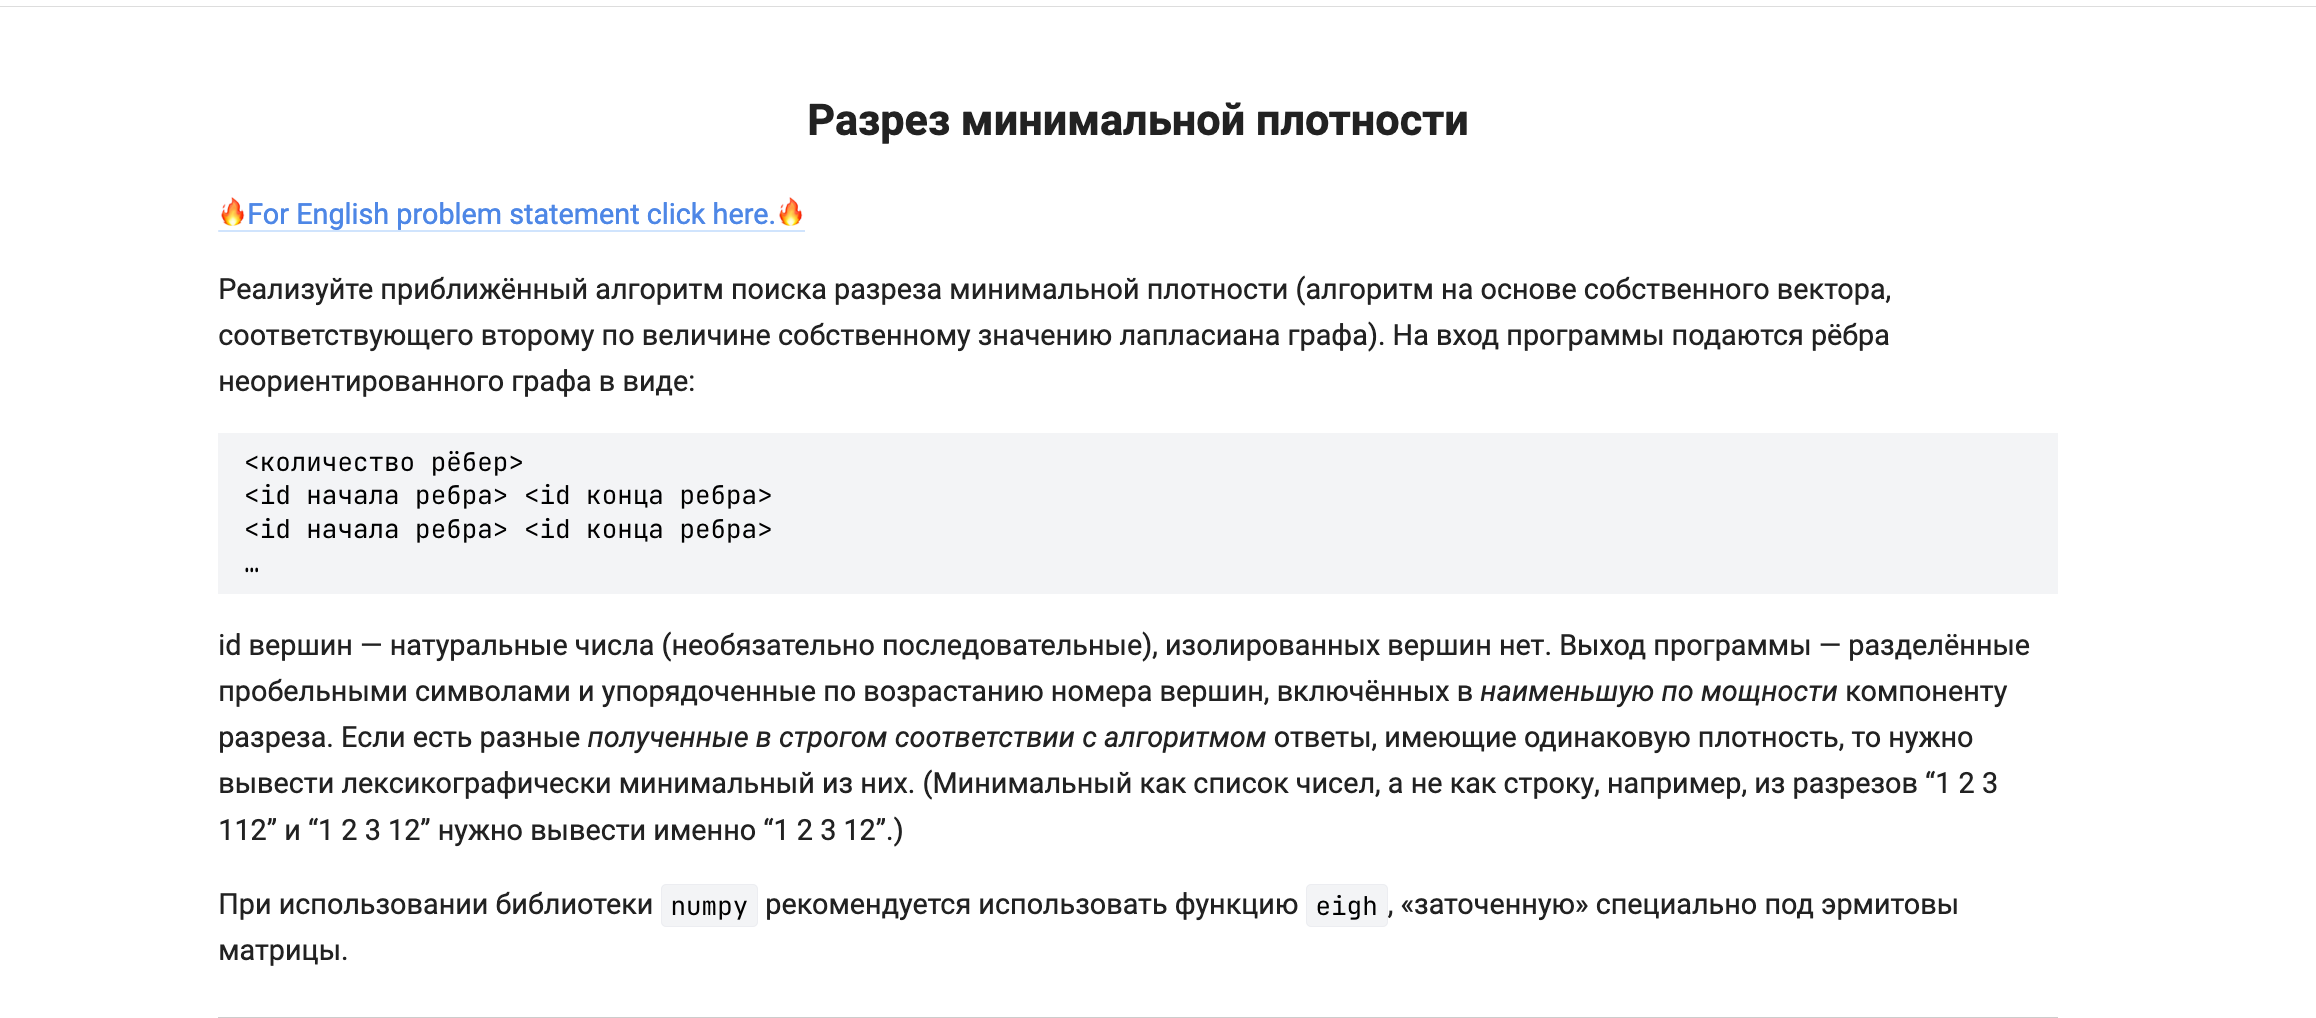 Разрез минимальной плотности
🔥For English problem statement click here.🔥
Реализуйте приближённый алгоритм поиска разреза минимальной плотности (алгоритм на основе собственного вектора,
соответствующего второму по величине собственному значению лапласиана графа). На вход программы подаются рёбра
неориентированного графа в виде:
<количество рёбер>
<id начала ребра> <id конца ребра>
<id начала ребра> <id конца ребра>
…
id вершин — натуральные числа (необязательно последовательные), изолированных вершин нет. Выход программы — разделённые
пробельными символами и упорядоченные по возрастанию номера вершин, включённых в наименьшую по мощности компоненту
разреза. Если есть разные полученные в строгом соответствии с алгоритмом ответы, имеющие одинаковую плотность, то нужно
вывести лексикографически минимальный из них. (Минимальный как список чисел, а не как строку, например, из разрезов “1 2 3
112” и “1 2 3 12” нужно вывести именно “1 2 3 12”.)
При использовании библиотеки numpy рекомендуется использовать функцию eigh, «заточенную» специально под эрмитовы
матрицы.